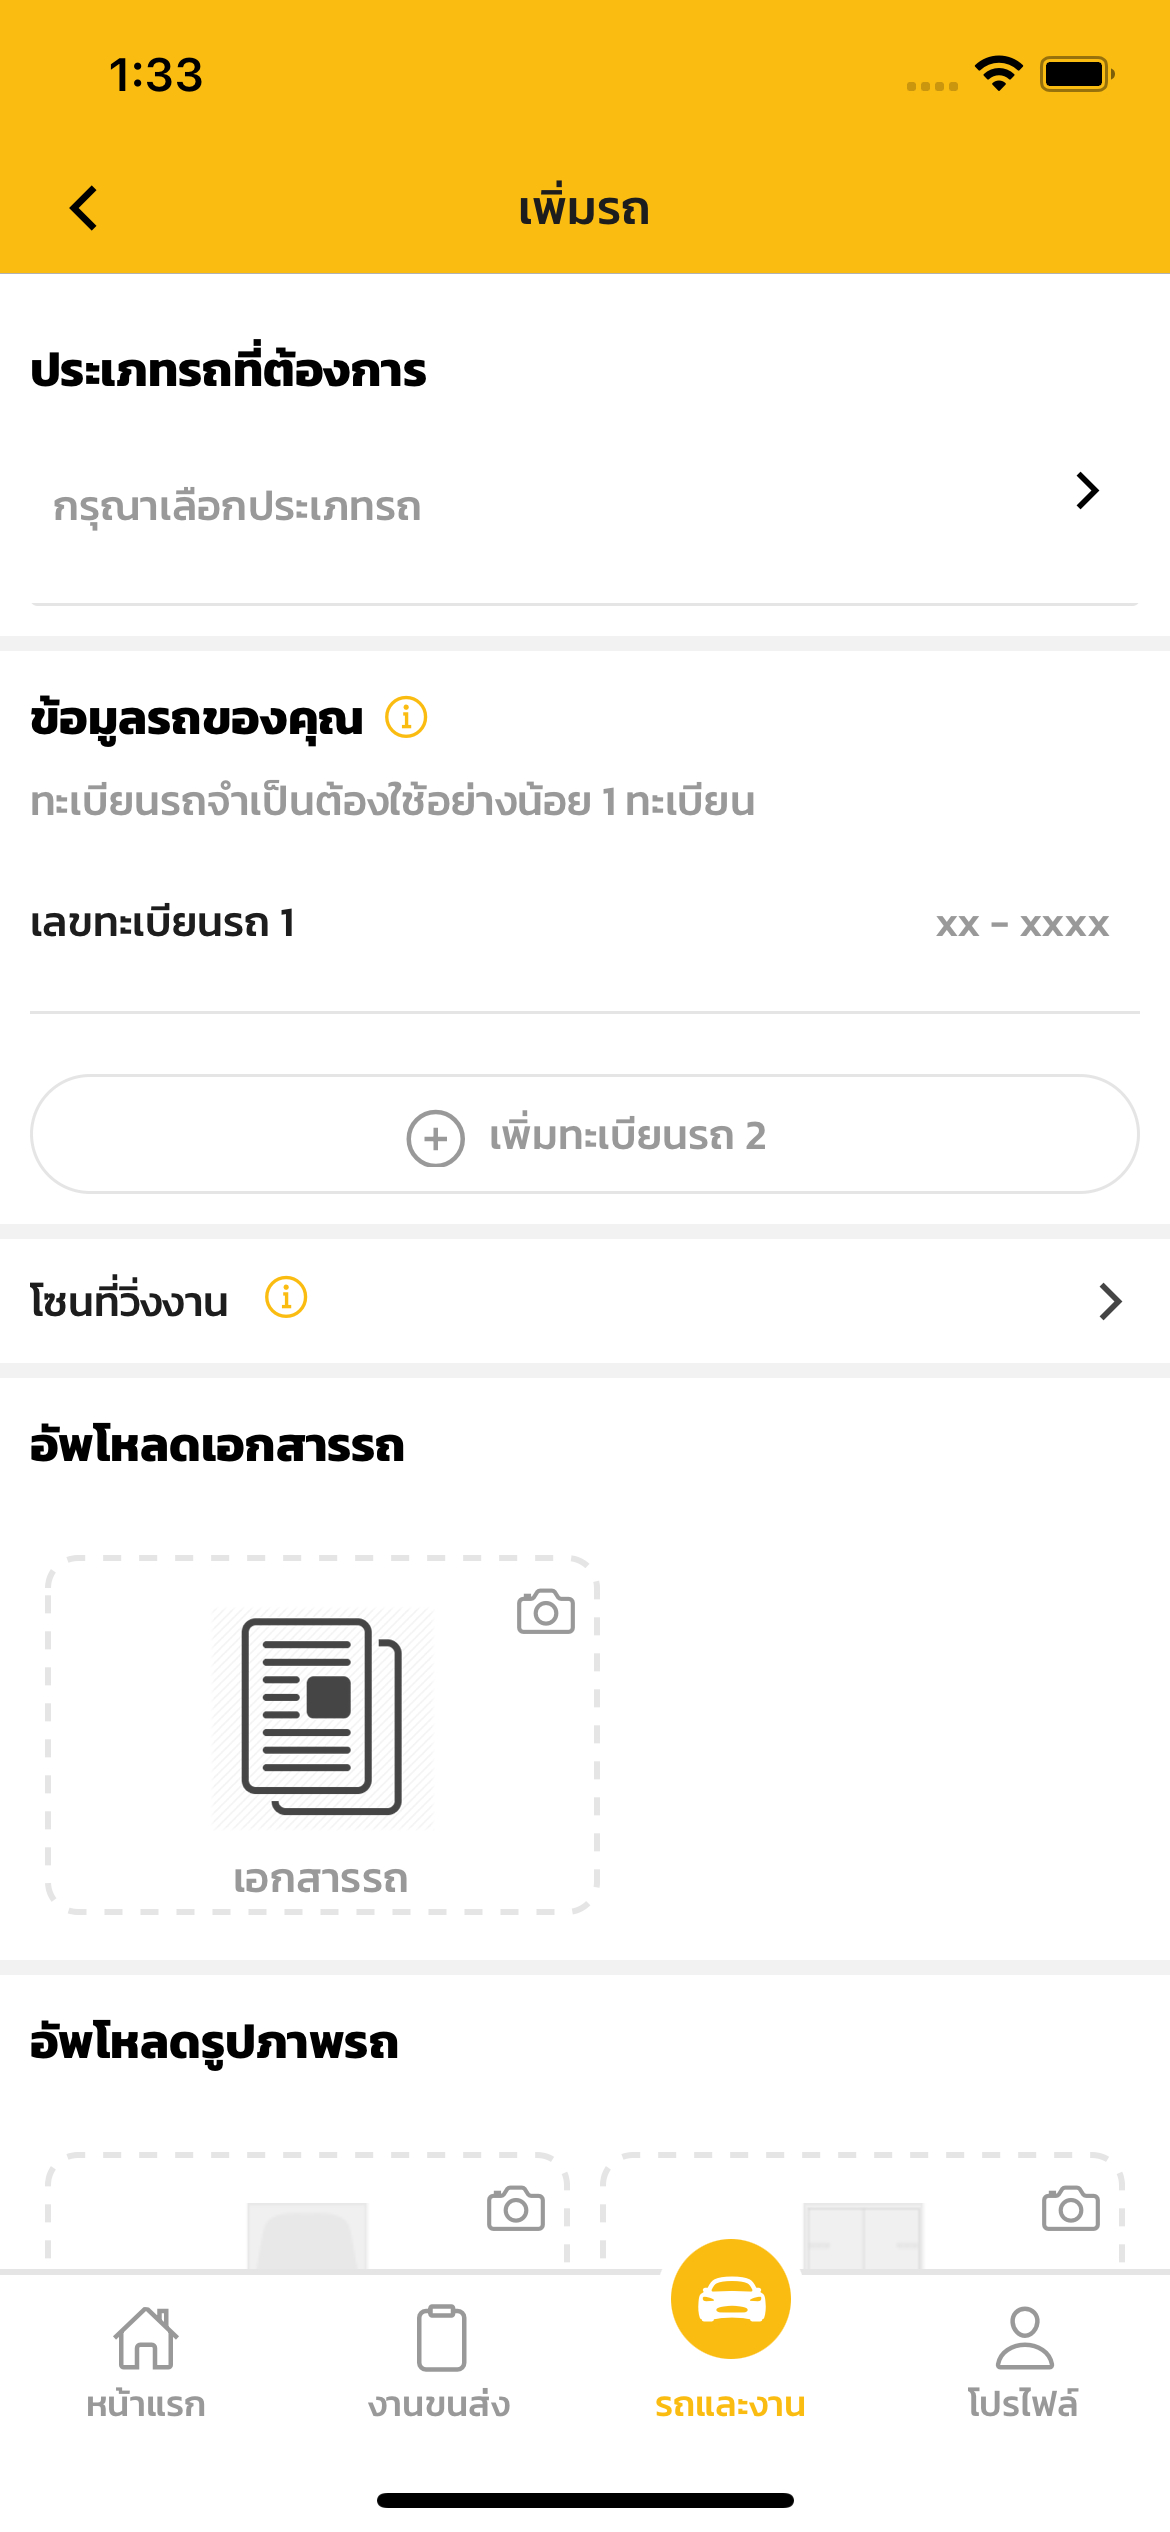 1:33
เพิ่มรถ
ประเภทรถที่ต้องการ
กรุณาเลือกประเภทรถ
ข้อมูลรถของคุณ
ทะเบียนรถจำเป็นต้องใช้อย่างน้อย 1 ทะเบียน
เลขทะเบียนรถ 1 xx - xxxx
เพิ่มทะเบียนรถ 2
โซนที่วิ่งงาน
อัพโหลดเอกสารรถ
เอกสารรถ
อัพโหลดรูปภาพรถ
หน้าแรก งานขนส่ง รถและงาน โปรไฟล์